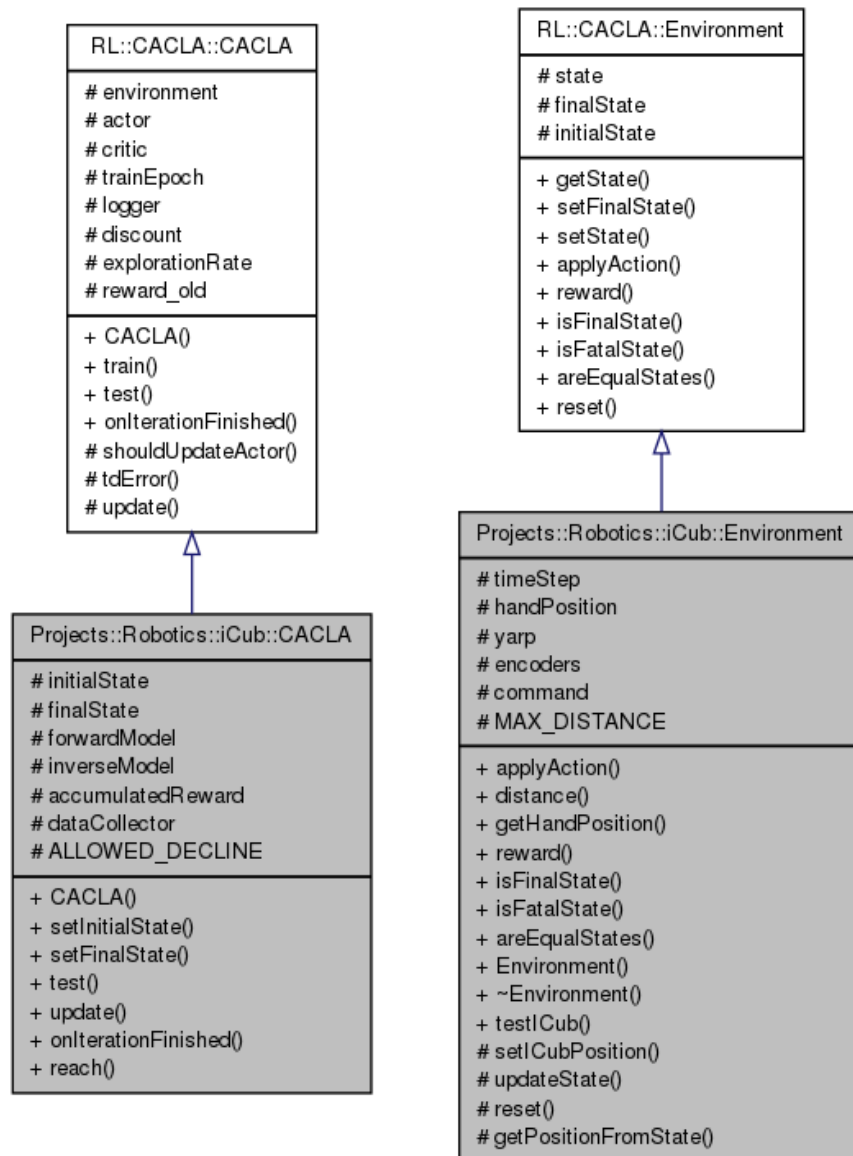 RL::CACLA::CACLA
# environment
# actor
# critic
# trainEpoch
# logger
# discount
# explorationRate
# reward_old
+ CACLA()
+ train()
+ test()
+ onIterationFinished()
# shouldUpdateActor()
# tdError()
# update()
Projects::Robotics::iCub::CACLA
# initialState
# finalState
# forwardModel
# inverseModel
# accumulatedReward
# dataCollector
# ALLOWED_DECLINE
+ CACLA()
+ setInitialState()
+ setFinalState()
+ test()
+ update()
+ onIterationFinished()
+ reach()
RL::CACLA::Environment
# state
# finalState
# initialState
+ getState()
+ setFinalState()
+ setState()
+ applyAction()
+ reward()
+ isFinalState()
+ isFatalState()
+ areEqualStates()
+ reset()
Projects::Robotics::iCub::Environment
# timeStep
# handPosition
# yarp
# encoders
# command
# MAX_DISTANCE
+ applyAction()
+ distance()
+ getHandPosition()
+ reward()
+ isFinalState()
+ isFatalState()
+ areEqualStates()
+ Environment()
+ ~Environment()
+ testICub()
# setICubPosition()
# updateState()
# reset()
# getPositionFromState()